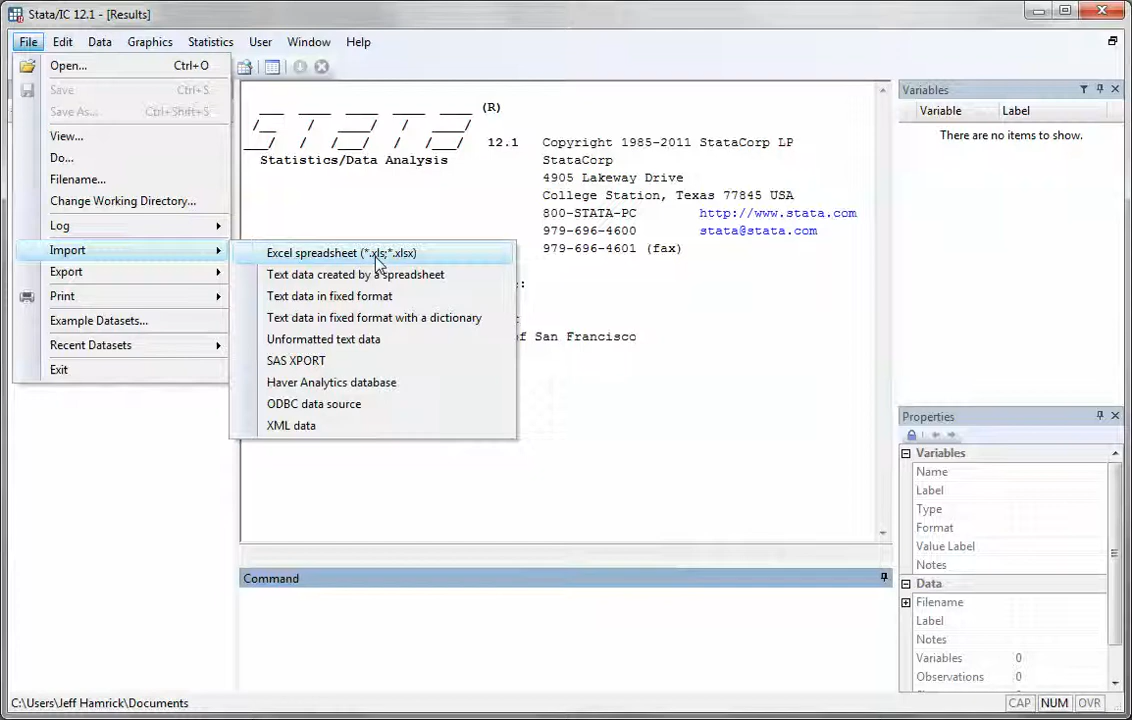 Stata/IC 12.1 - [Results]
File Edit Data Graphics Statistics User Window Help
Open... Ctrl+O
Save Ctrl+S
Save As... Ctrl+Shift+S
View...
Do...
Filename...
Change Working Directory...
Log
Import
Export
Print
Example Datasets...
Recent Datasets
Exit
Excel spreadsheet (*.xls;*.xlsx)
Text data created by a spreadsheet
Text data in fixed format
Text data in fixed format with a dictionary
Unformatted text data
SAS XPORT
Haver Analytics database
ODBC data source
XML data
(R)
STATA
Statistics/Data Analysis
12.1 Copyright 1985-2011 StataCorp LP
StataCorp
4905 Lakeway Drive
College Station, Texas 77845 USA
800-STATA-PC http://www.stata.com
979-696-4600 stata@stata.com
979-696-4601 (fax)
of San Francisco
Command
Variables
Variable Label
There are no items to show.
Properties
Variables
Name
Label
Type
Format
Value Label
Notes
Data
Filename
Label
Notes
Variables 0
Observations 0
C:\Users\Jeff Hamrick\Documents
CAP NUM OVR